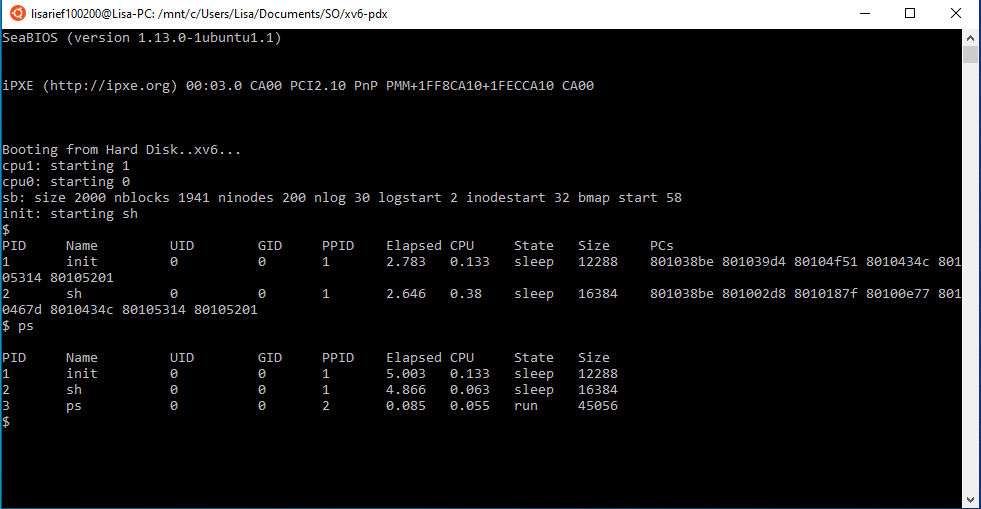 lisarief100200@Lisa-PC: /mnt/c/Users/Lisa/Documents/SO/xv6-pdx
SeaBIOS (version 1.13.0-1ubuntu1.1)
iPXE (http://ipxe.org) 00:03.0 CA00 PCI2.10 PnP PMM+1FF8CA10+1FECCA10 CA00
Booting from Hard Disk..xv6...
cpu1: starting 1
cpu0: starting 0
sb: size 2000 nblocks 1941 ninodes 200 nlog 30 logstart 2 inodestart 32 bmap start 58
init: starting sh
$
PID Name UID GID PPID Elapsed CPU State Size PCs
1 init 0 0 1 2.783 0.133 sleep 12288 801038be 801039d4 80104f51 8010434c 801
05314 80105201
2 sh 0 0 1 2.646 0.38 sleep 16384 801038be 801002d8 8010187f 80100e77 801
0467d 8010434c 80105314 80105201
$ ps
PID Name UID GID PPID Elapsed CPU State Size
1 init 0 0 1 5.003 0.133 sleep 12288
2 sh 0 0 1 4.866 0.063 sleep 16384
3 ps 0 0 2 0.085 0.055 run 45056
$